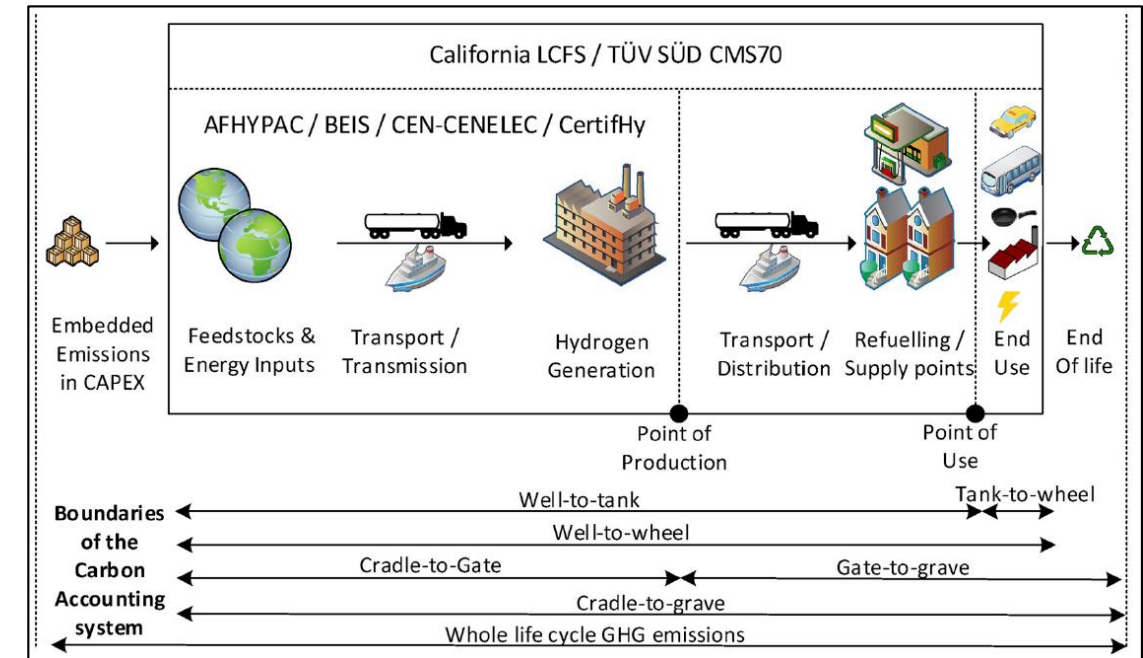 California LCFS / TÜV SÜD CMS70
AFHYPAC / BEIS / CEN-CENELEC / CertifHy
Embedded
Emissions
in CAPEX
Feedstocks &
Energy Inputs
Transport /
Transmission
Hydrogen
Generation
Transport /
Distribution
Refuelling /
Supply points
End
Use
End
Of life
Point of
Production
Point of
Use
Boundaries
of the
Carbon
Accounting
system
Well-to-tank
Tank-to-wheel
Well-to-wheel
Cradle-to-Gate
Gate-to-grave
Cradle-to-grave
Whole life cycle GHG emissions